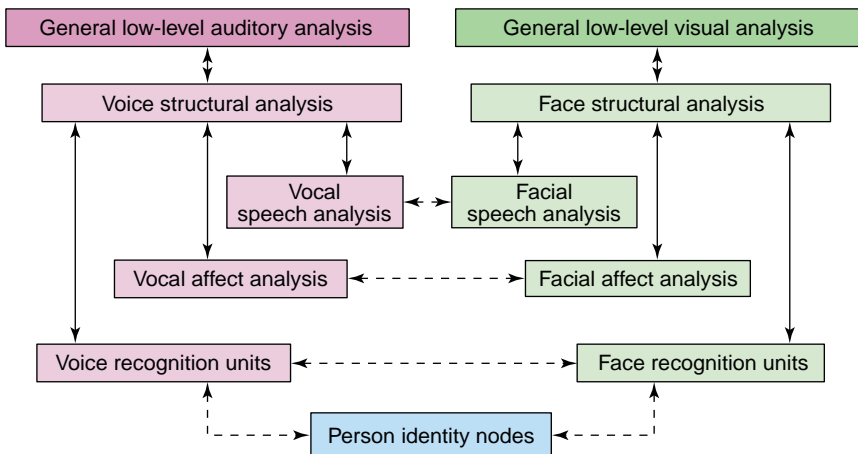 General low-level auditory analysis
General low-level visual analysis
Voice structural analysis
Face structural analysis
Vocal
speech analysis
Facial
speech analysis
Vocal affect analysis
Facial affect analysis
Voice recognition units
Face recognition units
Person identity nodes